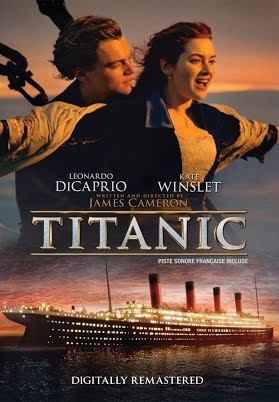 LEONARDO
DICAPRIO
KATE
WINSLET
WRITTEN AND DIRECTED BY
JAMES CAMERON
TITANIC
PISTE SONORE FRANÇAISE INCLUSE
DIGITALLY REMASTERED